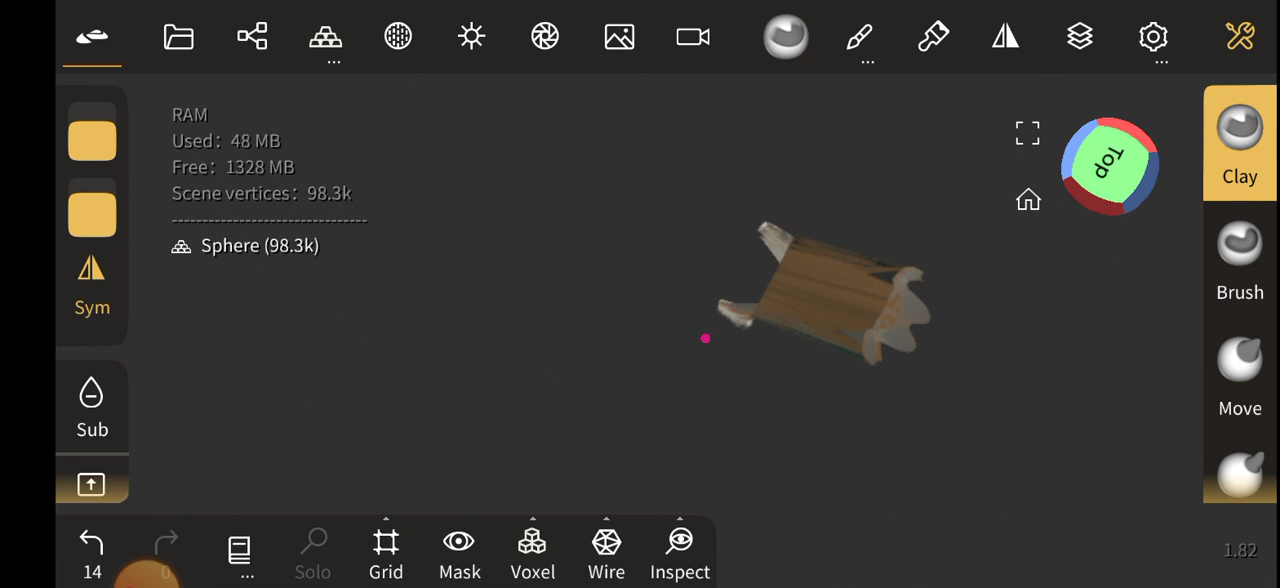 RAM
Used: 48 MB
Free: 1328 MB
Scene vertices: 98.3k
--------------------------------
Sphere (98.3k)
Top
Sym
Sub
Clay
Brush
Move
14
0
...
Solo
Grid
Mask
Voxel
Wire
Inspect
1.82